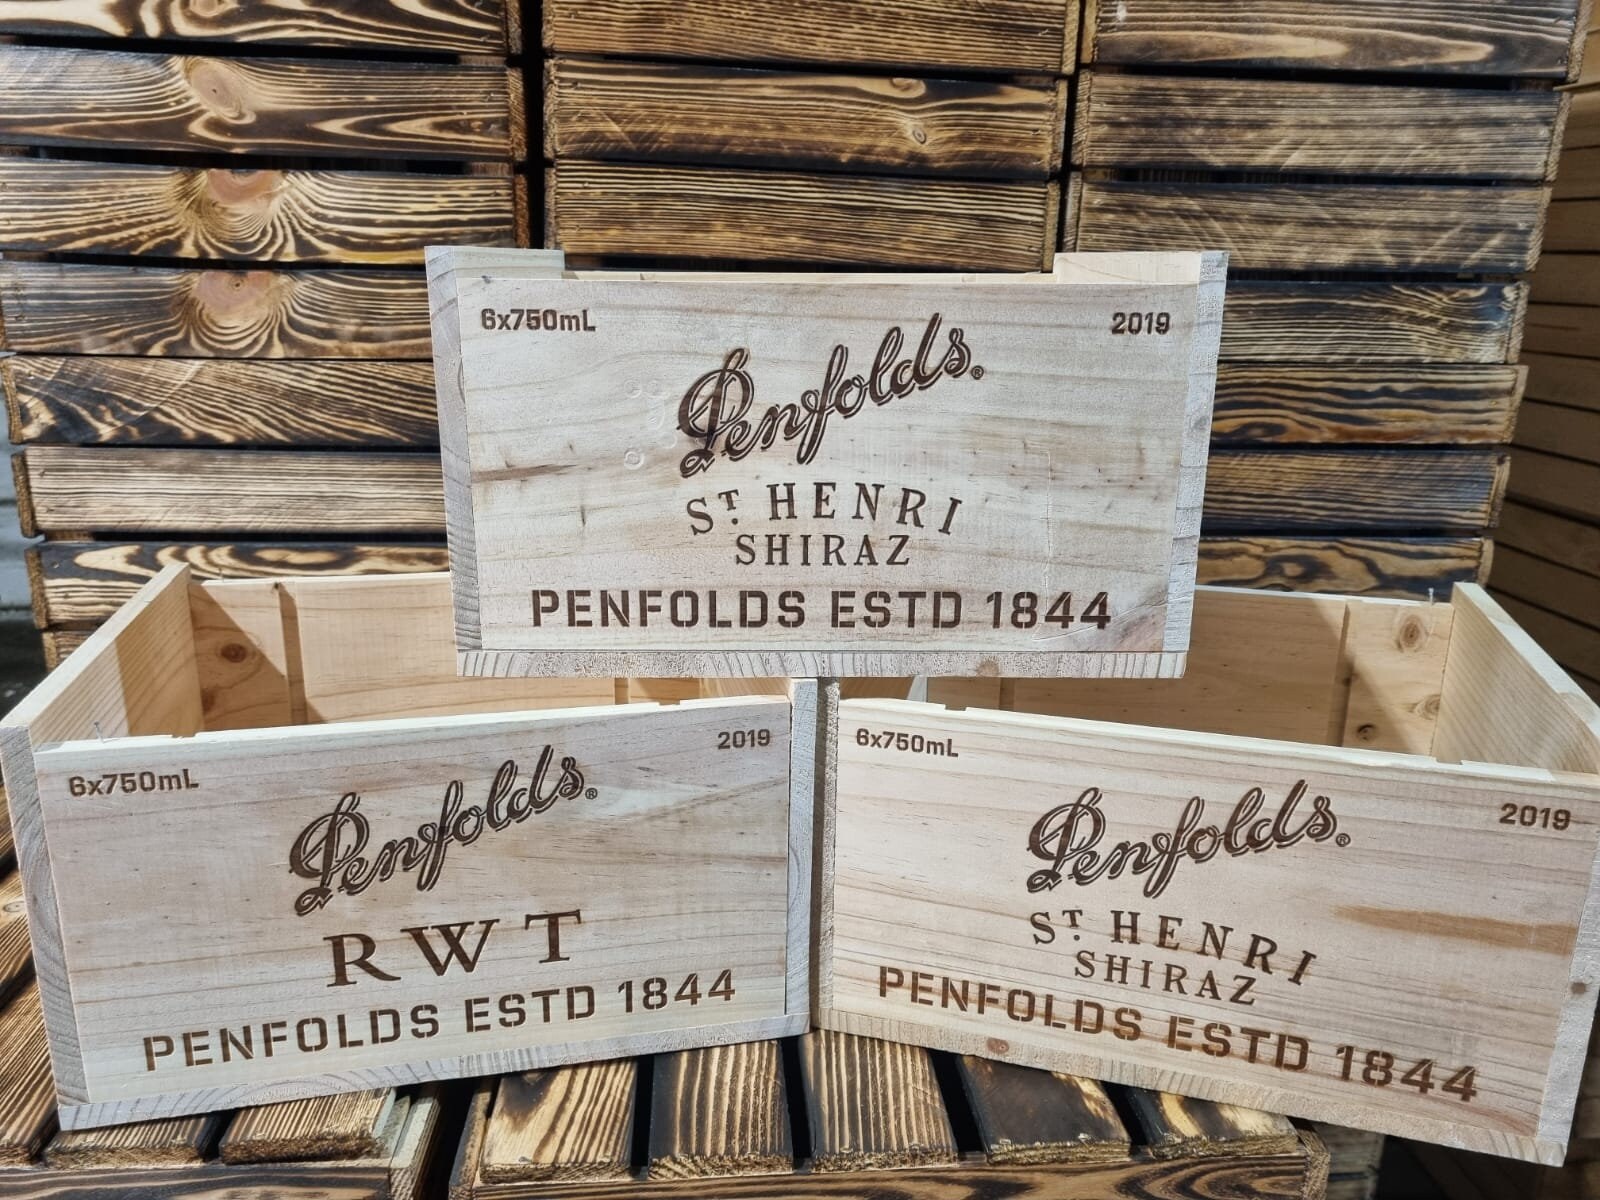 6x750mL 2019
Penfolds®
ST. HENRI
SHIRAZ
PENFOLDS ESTD 1844
6x750mL 2019
Penfolds®
RWT
PENFOLDS ESTD 1844
6x750mL 2019
Penfolds®
ST. HENRI
SHIRAZ
PENFOLDS ESTD 1844